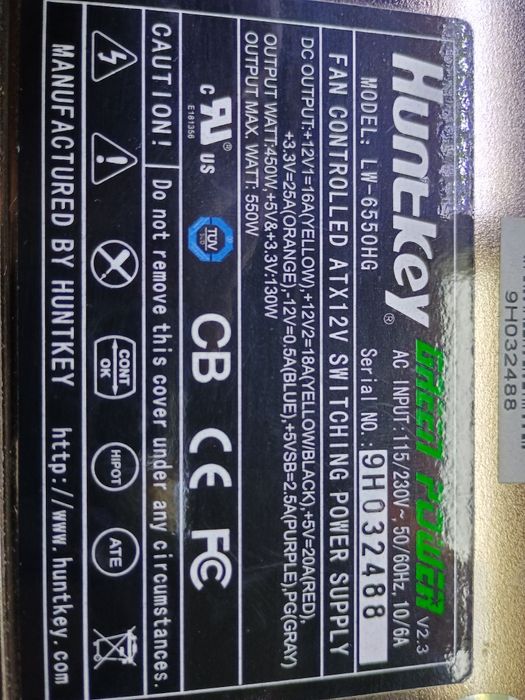 Huntkey® GREEN POWER V2.3
AC INPUT:115/230V~, 50/60Hz, 10/6A
MODEL: LW-6550HG Serial NO.: 9H032488
FAN CONTROLLED ATX12V SWITCHING POWER SUPPLY
DC OUTPUT:+12V1=16A(YELLOW),+12V2=18A(YELLOW/BLACK),+5V=20A(RED),
+3.3V=25A(ORANGE),-12V=0.5A(BLUE),+5VSB=2.5A(PURPLE),PG(GRAY)
OUTPUT WATT:450W,+5V&+3.3V:130W
OUTPUT MAX. WATT: 550W
c RU® US
E181356
TÜV
CB CE FC
CAUTION! Do not remove this cover under any circumstances.
CONT OK
HIPOT
ATE
MANUFACTURED BY HUNTKEY http://www.huntkey.com
9H032488